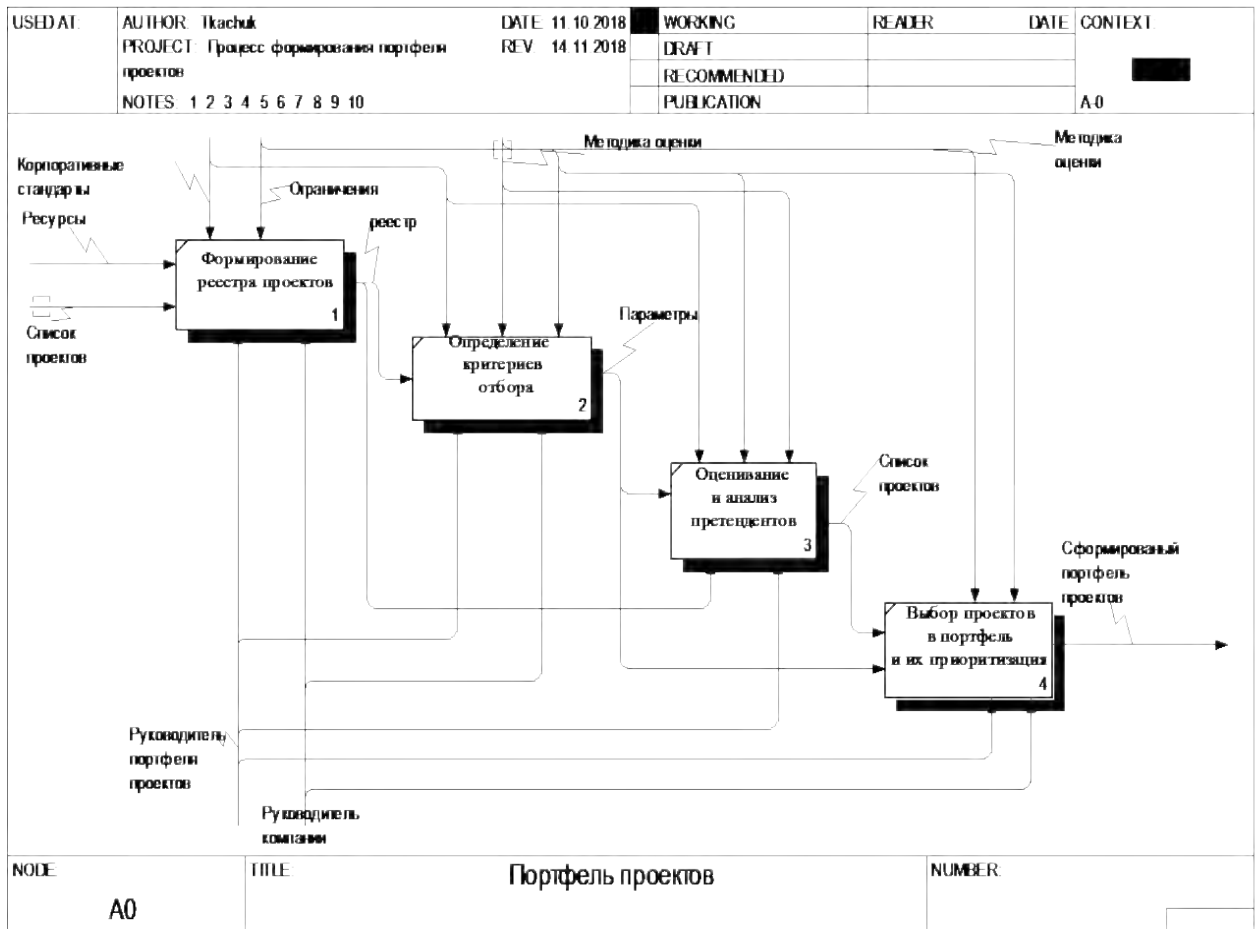 USED AT:
AUTHOR: Tkachuk
DATE: 11.10.2018
WORKING
READER
DATE
CONTEXT:
PROJECT: Процесс формирования портфеля
проектов
REV: 14.11.2018
DRAFT
RECOMMENDED
NOTES: 1 2 3 4 5 6 7 8 9 10
PUBLICATION
A-0
Корпоративные
стандарты
Ограничения
Методика оценки
Методика
оценки
Ресурсы
реестр
Формирование
реестра проектов
1
Список
проектов
Параметры
Определение
критериев
отбора
2
Оценивание
и анализ
претендентов
3
Список
проектов
Сформированый
портфель
проектов
Выбор проектов
в портфель
и их приоритизация
4
Руководитель
портфеля
проектов
Руководитель
компании
NODE:
A0
TITLE:
Портфель проектов
NUMBER: